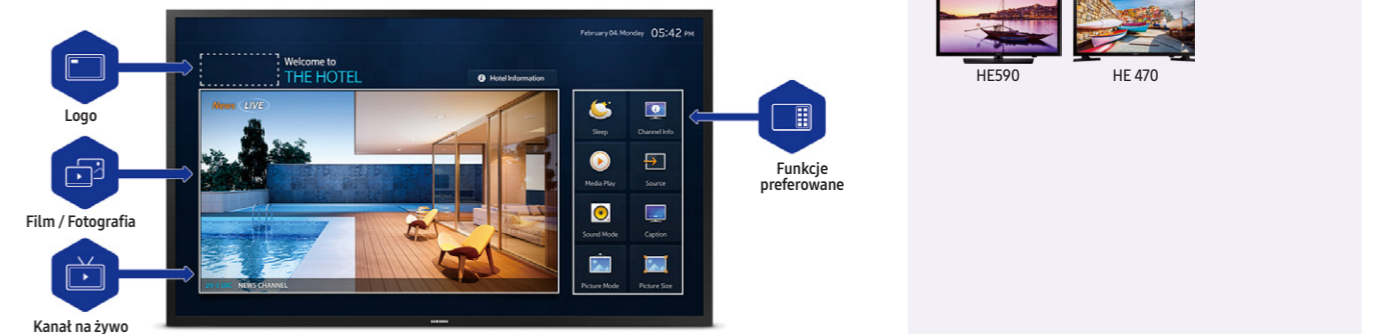 February 04, Monday 05:42 PM
Welcome to
THE HOTEL
Hotel Information
Logo
News LIVE
Sleep
Channel Info
Media Play
Source
Sound Mode
Caption
Picture Mode
Picture Size
NEWS CHANNEL
Film / Fotografia
Kanał na żywo
Funkcje
preferowane
SAMSUNG
HE590
HE 470